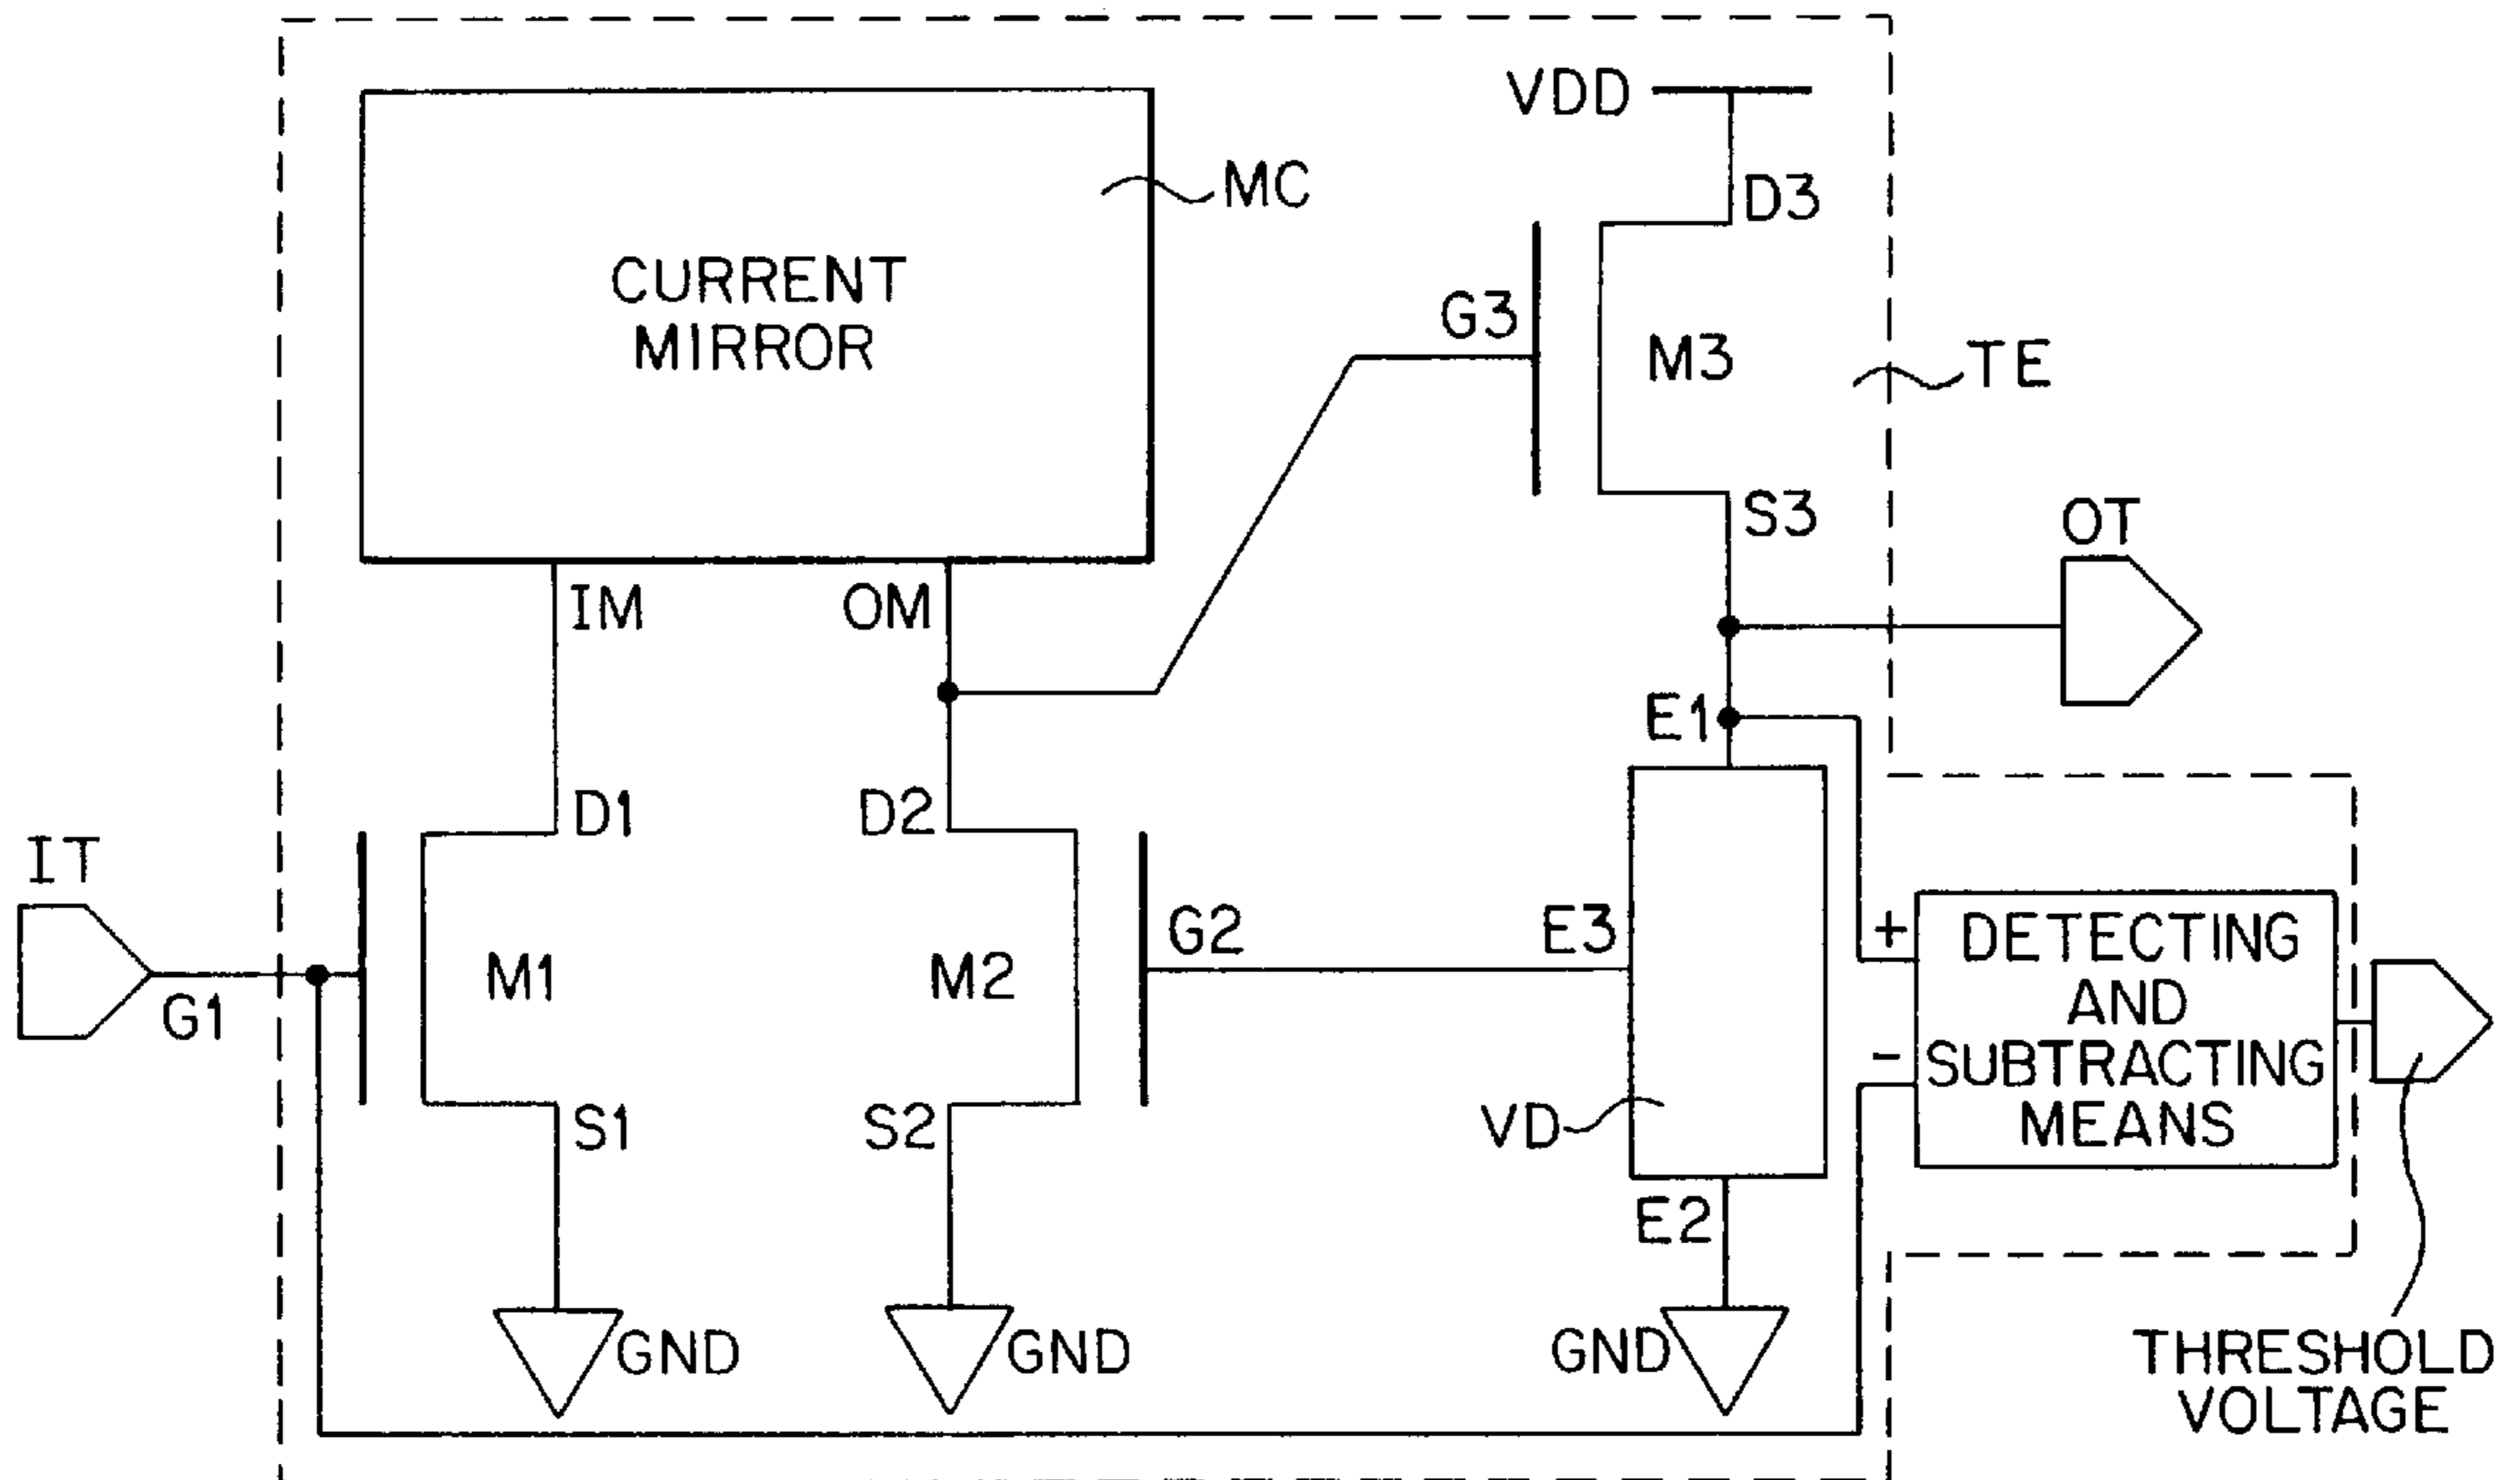 VDD
MC
D3
CURRENT
MIRROR
G3
M3
TE
S3
OT
IM
OM
E1
D1
D2
IT
G1
M1
M2
G2
E3
+
DETECTING
AND
-
SUBTRACTING
MEANS
S1
S2
VD
E2
GND
GND
GND
THRESHOLD
VOLTAGE